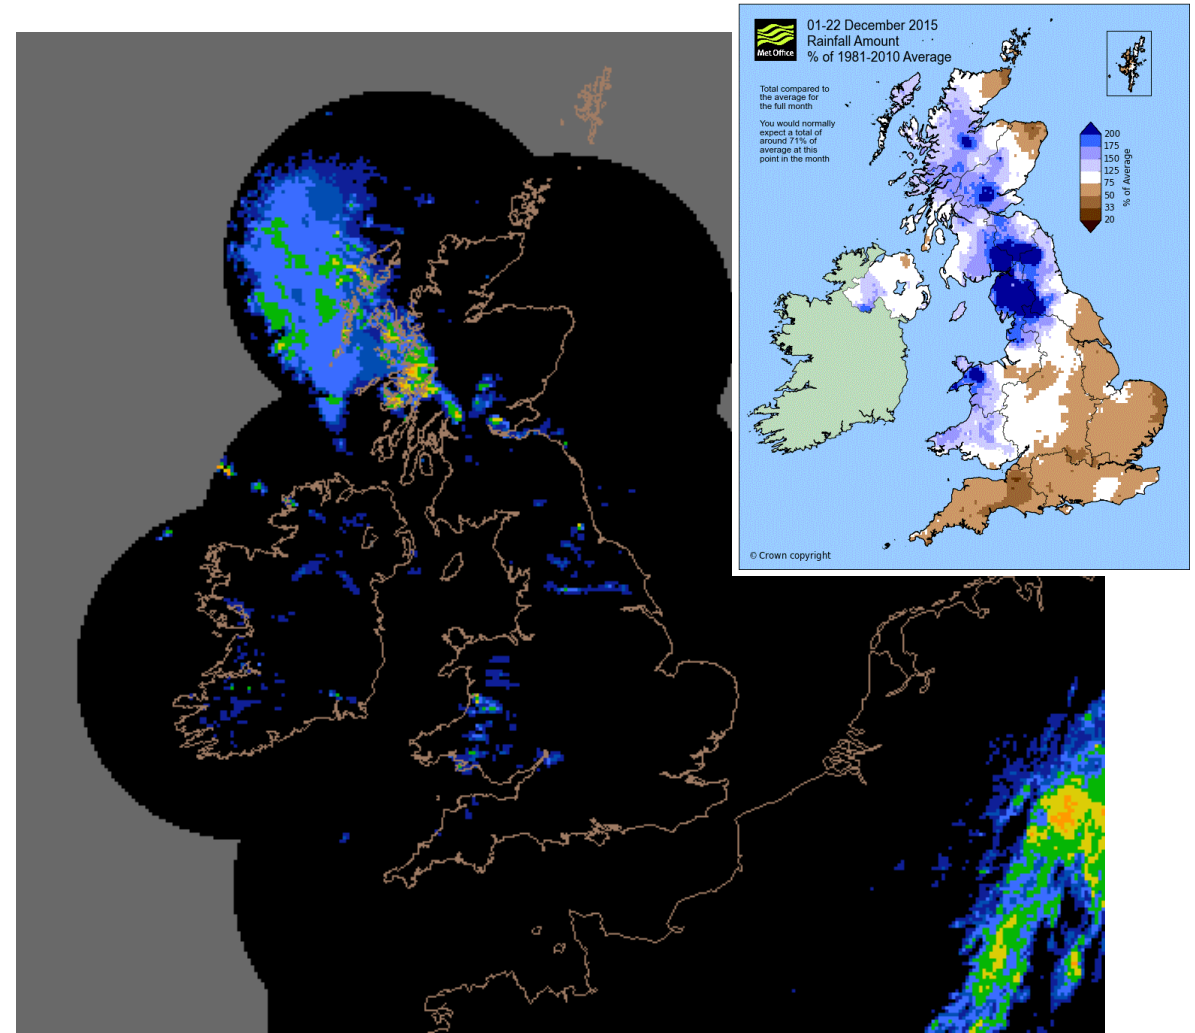 Met Office
01-22 December 2015
Rainfall Amount
% of 1981-2010 Average
Total compared to
the average for
the full month
You would normally
expect a total of
around 71% of
average at this
point in the month
200
175
150
125
75
50
33
20
% of Average
© Crown copyright